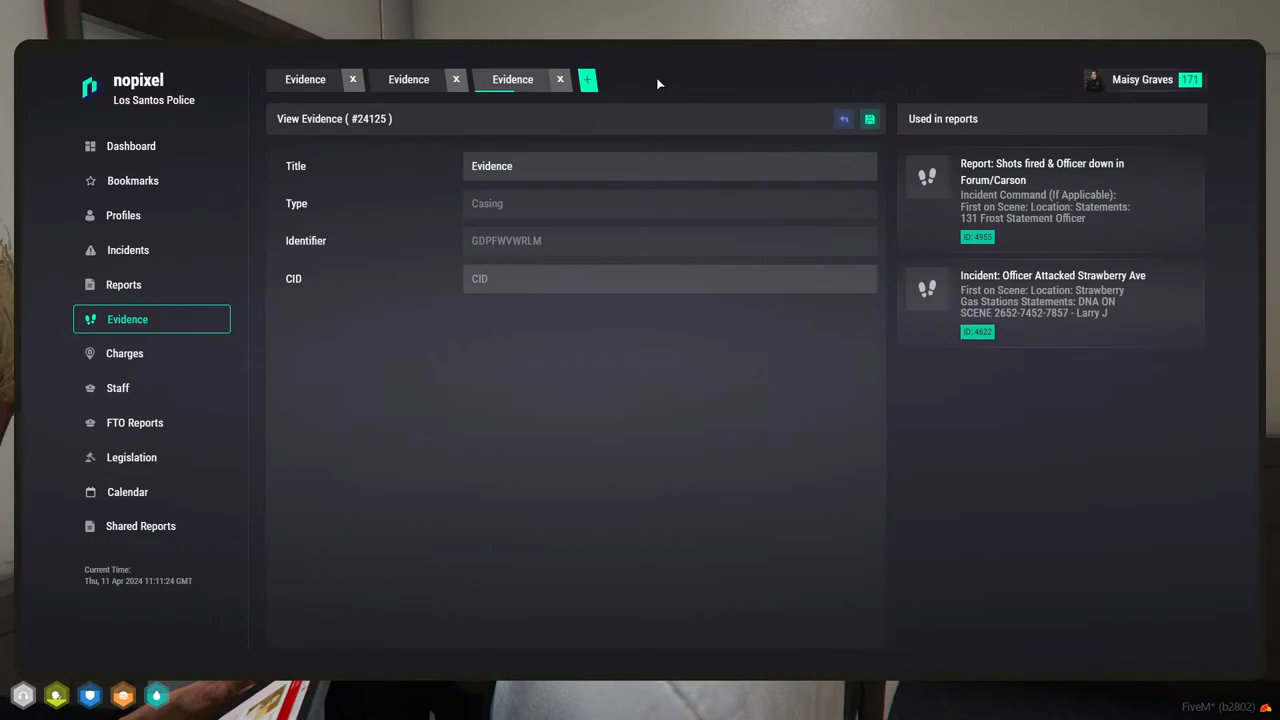 nopixel
Los Santos Police
Dashboard
Bookmarks
Profiles
Incidents
Reports
Evidence
Charges
Staff
FTO Reports
Legislation
Calendar
Shared Reports
Current Time:
Thu, 11 Apr 2024 11:11:24 GMT
Evidence x Evidence x Evidence x +
View Evidence ( #24125 )
Title Evidence
Type Casing
Identifier GDPFWVWRLM
CID CID
Maisy Graves 171
Used in reports
Report: Shots fired & Officer down in
Forum/Carson
Incident Command (If Applicable):
First on Scene: Location: Statements:
131 Frost Statement Officer
ID: 4955
Incident: Officer Attacked Strawberry Ave
First on Scene: Location: Strawberry
Gas Stations Statements: DNA ON
SCENE 2652-7452-7857 - Larry J
ID: 4622
FiveM* (b2802)